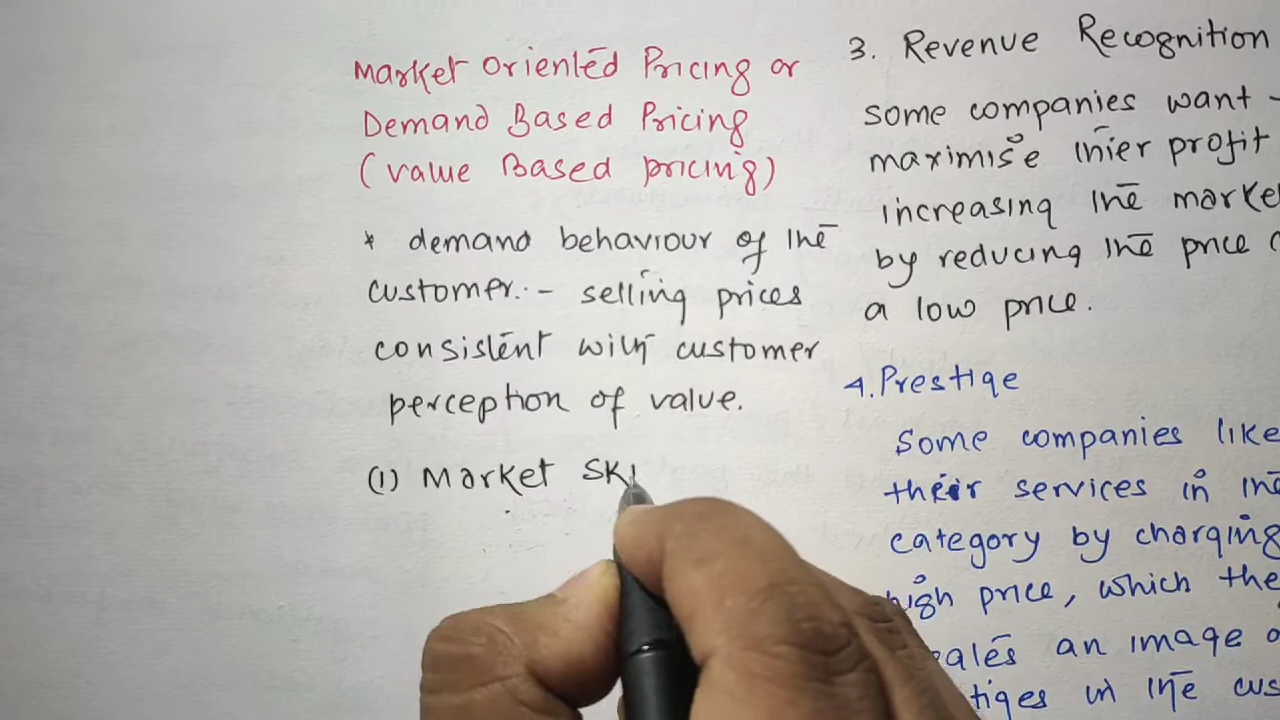 Market Oriented Pricing or
Demand Based Pricing
(Value Based pricing)
* demand behaviour of the
customer. - selling prices
consistent with customer
perception of value.
(1) Market SKI
3. Revenue Recognition
Some companies want -
maximise their profit
increasing the market
by reducing the price
a low price.
4. Prestige
Some companies like
their services in the
category by charging
high price, which the
an image
in the cus